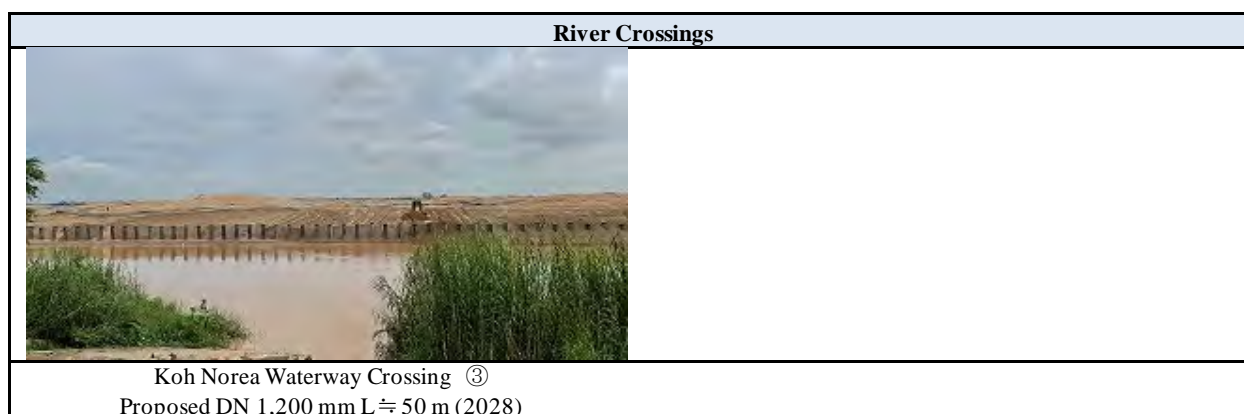 River Crossings
Koh Norea Waterway Crossing ③
Proposed DN 1,200 mm L≒50 m (2028)